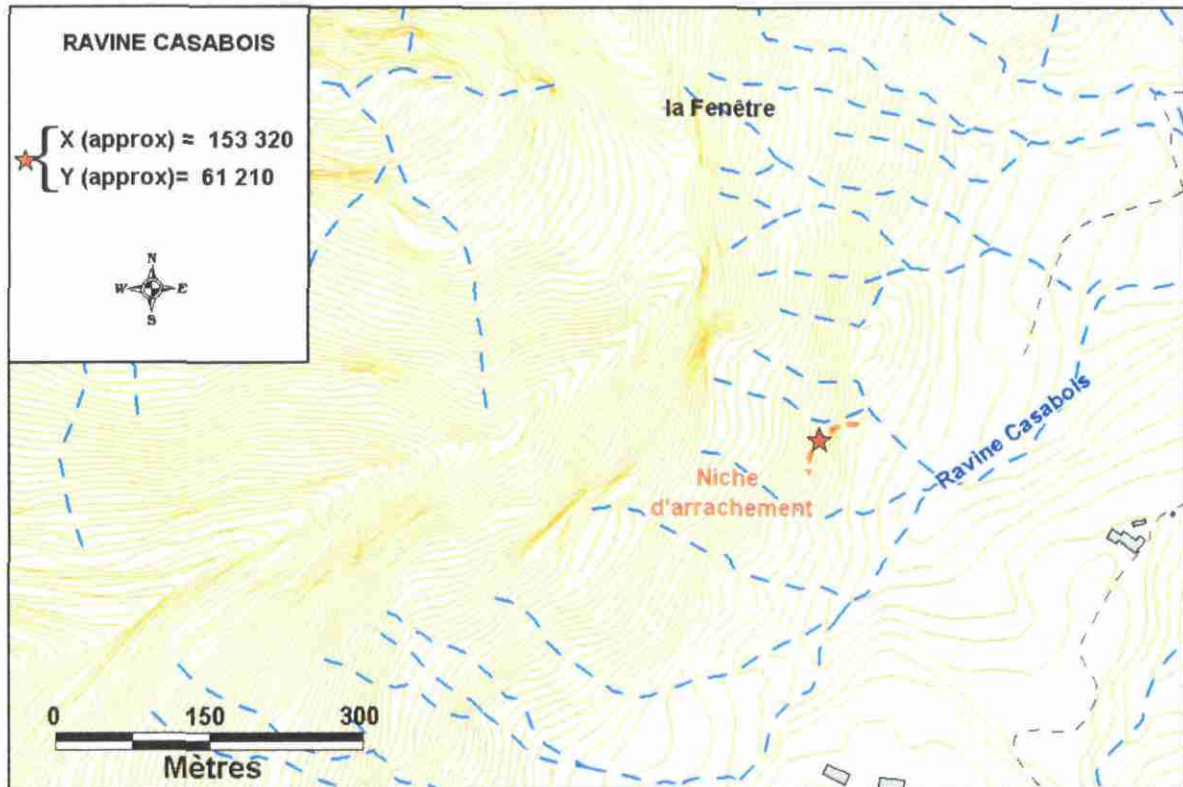 RAVINE CASABOIS
X (approx) = 153 320
Y (approx)= 61 210
N
W E
S
la Fenêtre
Ravine Casabois
Niche
d'arrachement
0 150 300
Mètres